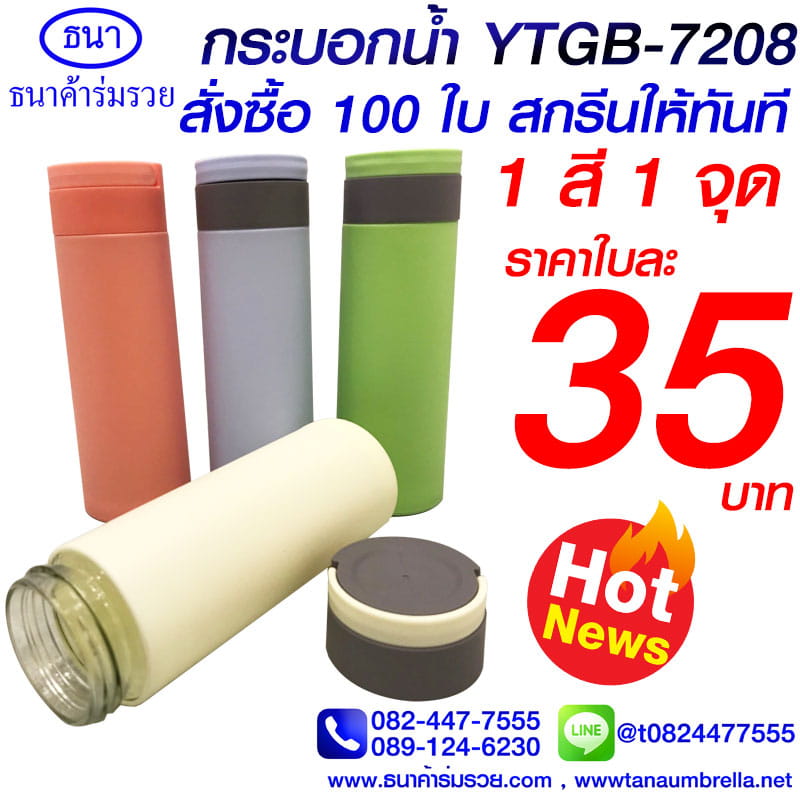 ธนา
ธนาค้าร่มรวย
กระบอกน้ำ YTGB-7208
สั่งซื้อ 100 ใบ สกรีนให้ทันที
1 สี 1 จุด
ราคาใบละ
35
บาท
Hot
News
082-447-7555
089-124-6230
LINE
@t0824477555
www.ธนาค้าร่มรวย.com , wwwtanaumbrella.net